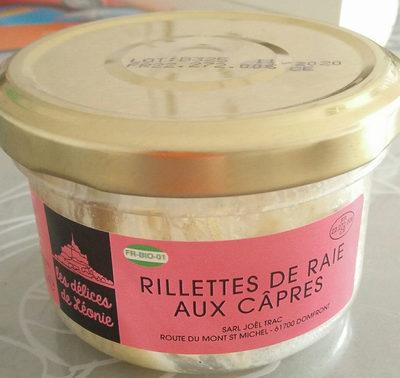 2020
FR-BIO-01
les délices
de Léonie
RILLETTES DE RAIE
AUX CÂPRES
SARL JOËL TRAC
ROUTE DU MONT ST MICHEL - 61700 DOMFRONT